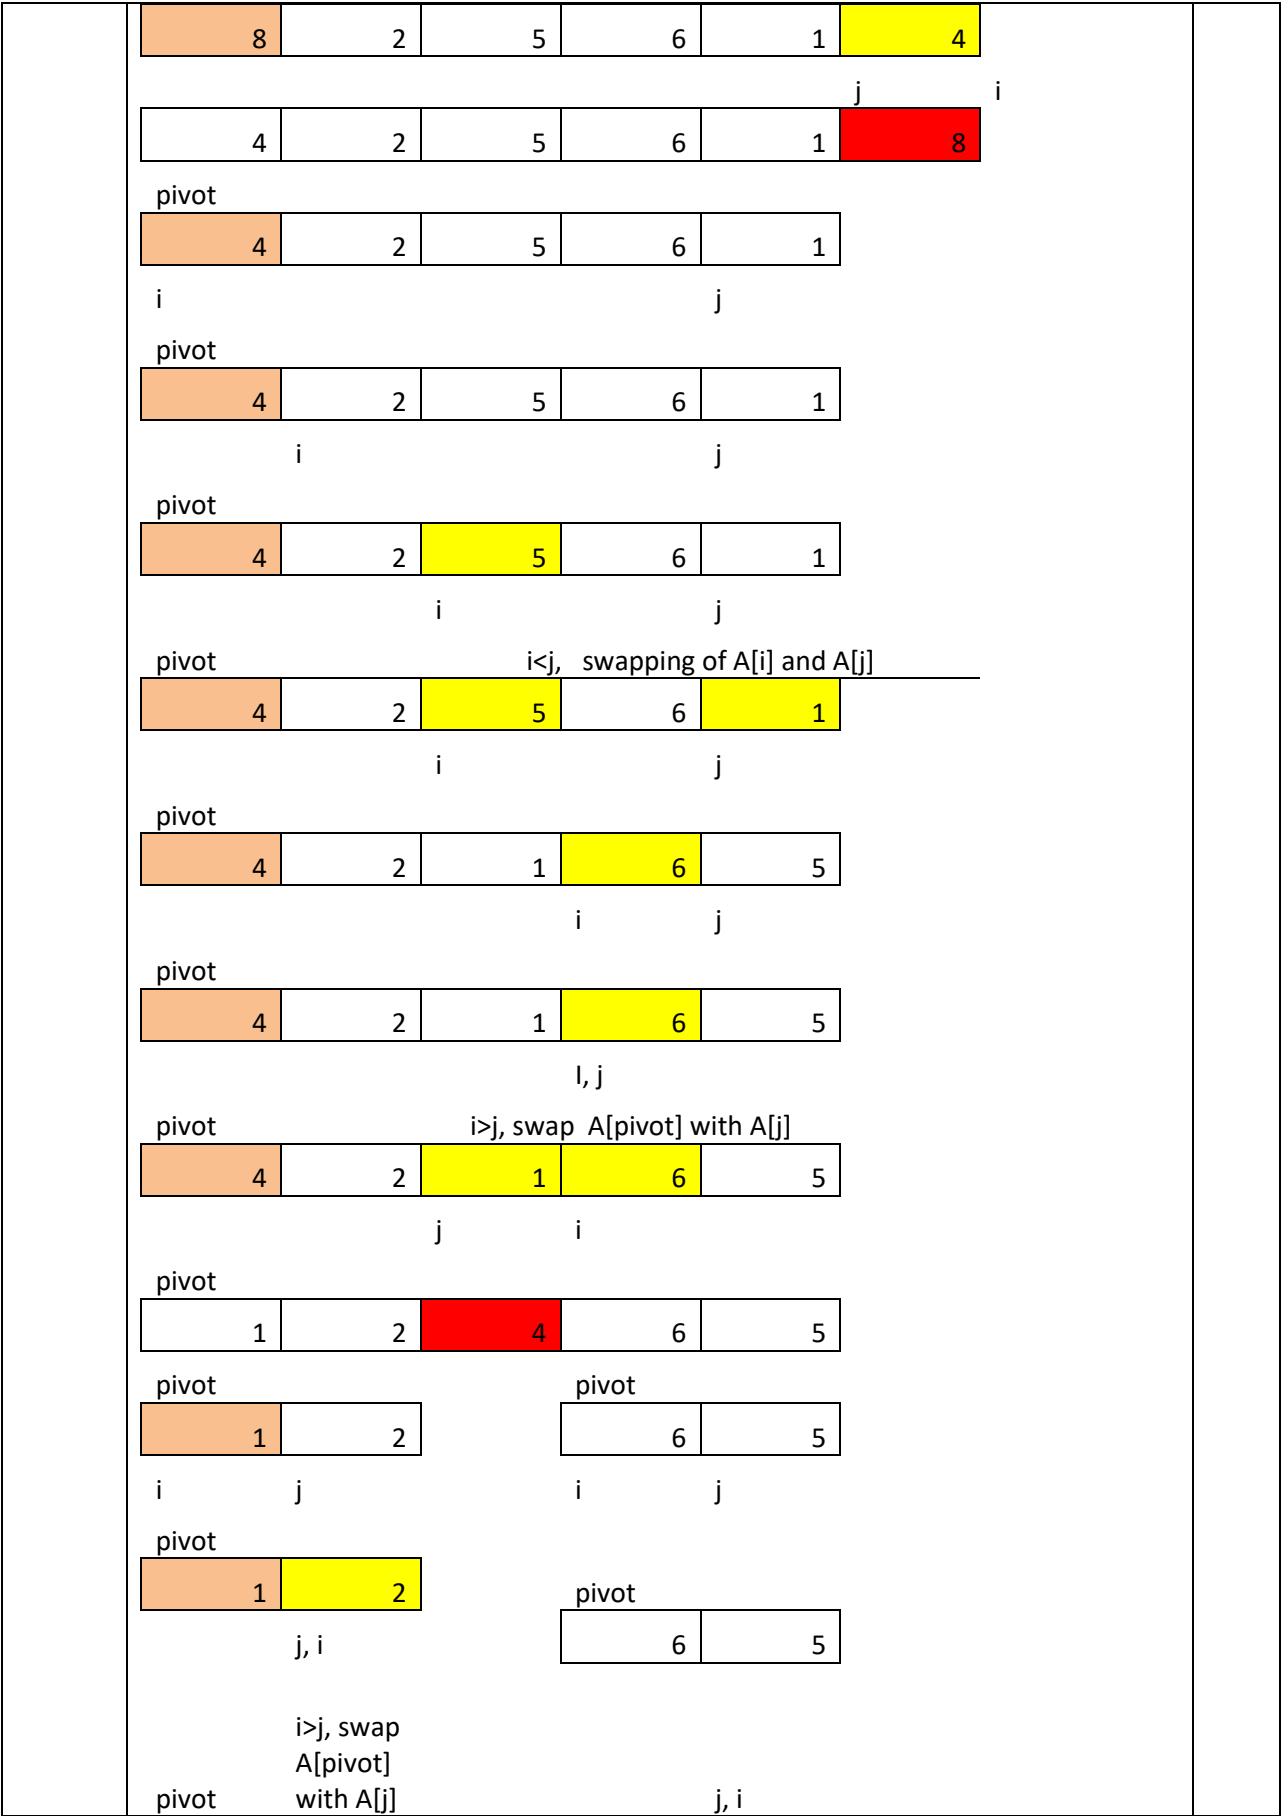 8 2 5 6 1 4
j i
4 2 5 6 1 8
pivot
4 2 5 6 1
i j
pivot
4 2 5 6 1
i j
pivot
4 2 5 6 1
i j
pivot i<j, swapping of A[i] and A[j]
4 2 5 6 1
i j
pivot
4 2 1 6 5
i j
pivot
4 2 1 6 5
I, j
pivot i>j, swap A[pivot] with A[j]
4 2 1 6 5
j i
pivot
1 2 4 6 5
pivot pivot
1 2 6 5
i j i j
pivot
1 2 pivot
j, i 6 5
i>j, swap
A[pivot]
pivot with A[j] j, i